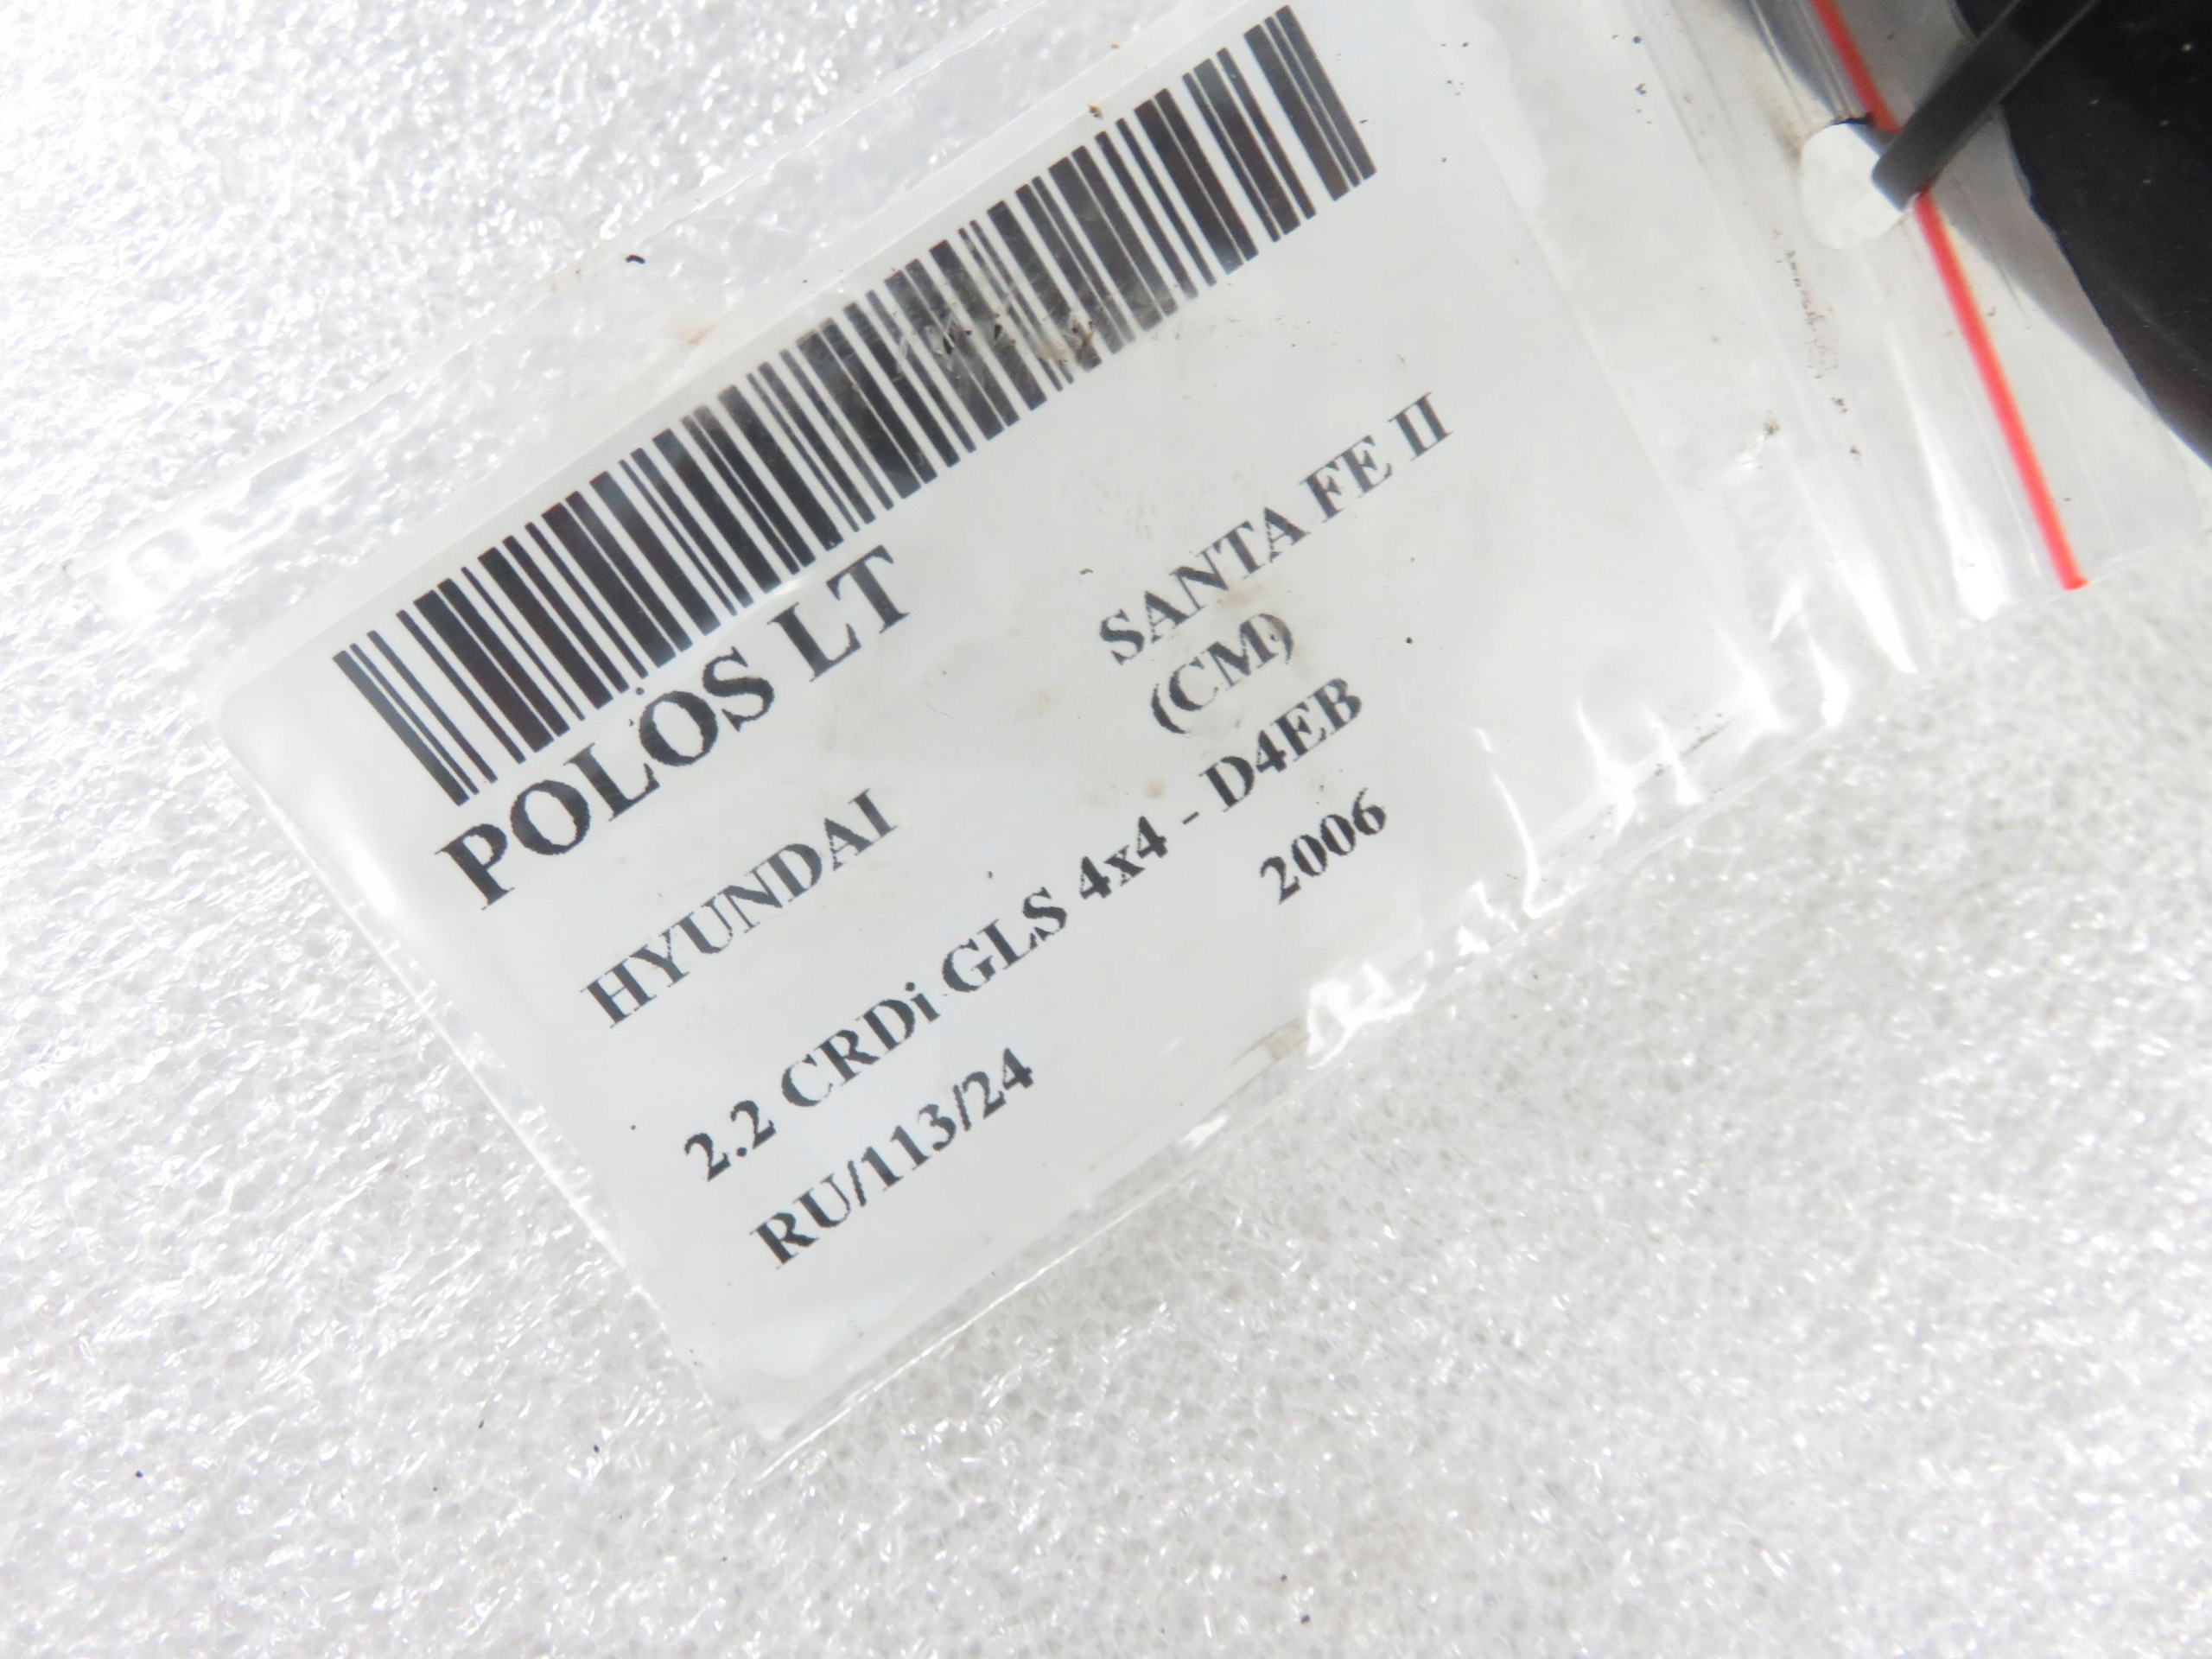 POLOS LT
HYUNDAI SANTA FE II
(CM)
2.2 CRDi GLS 4x4 - D4EB
2006
RU/113/24